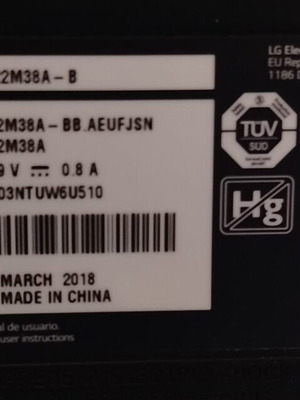 LG Ele
EU Rep
1186 D
2M38A-B
2M38A-BB.AEUFJSN
2M38A
9 V ⎓ 0.8 A
03NTUW6U510
TÜV
SÜD
Hg
MARCH 2018
MADE IN CHINA
al de usuario.
user instructions